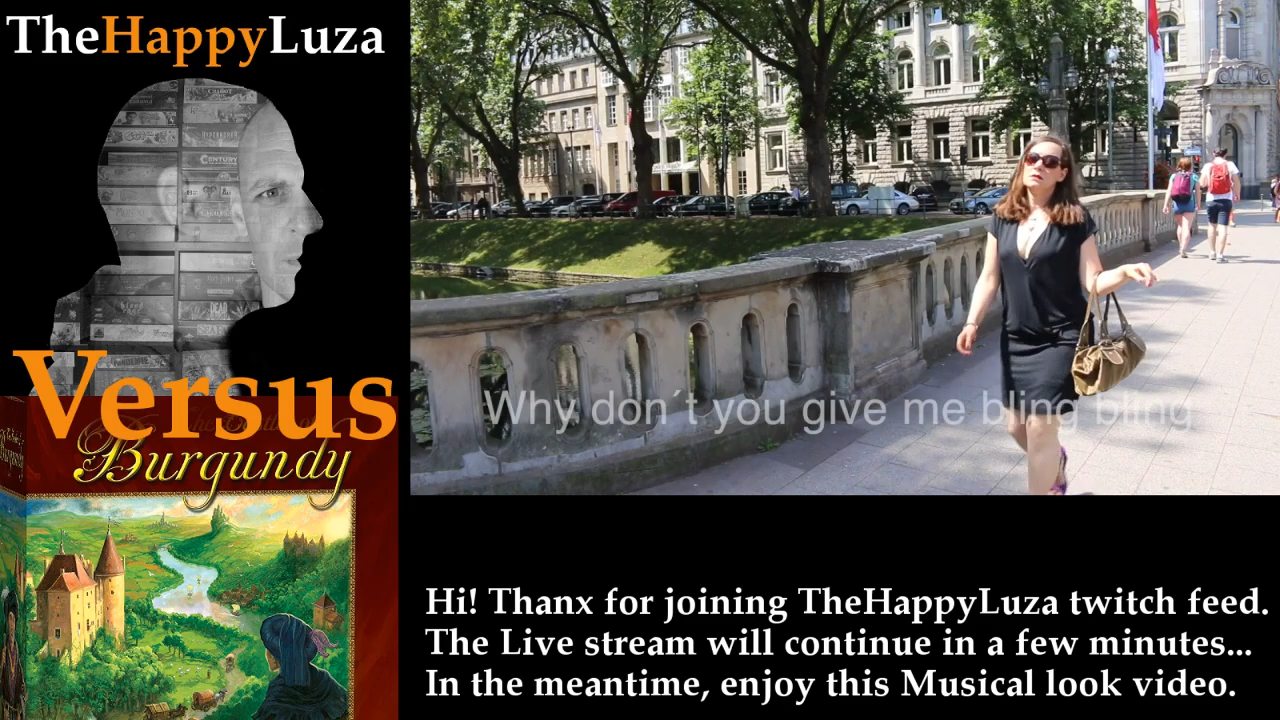 TheHappyLuza
CENTURY
Versus
Burgundy
Why don´t you give me bling bling
Hi! Thanx for joining TheHappyLuza twitch feed.
The Live stream will continue in a few minutes...
In the meantime, enjoy this Musical look video.